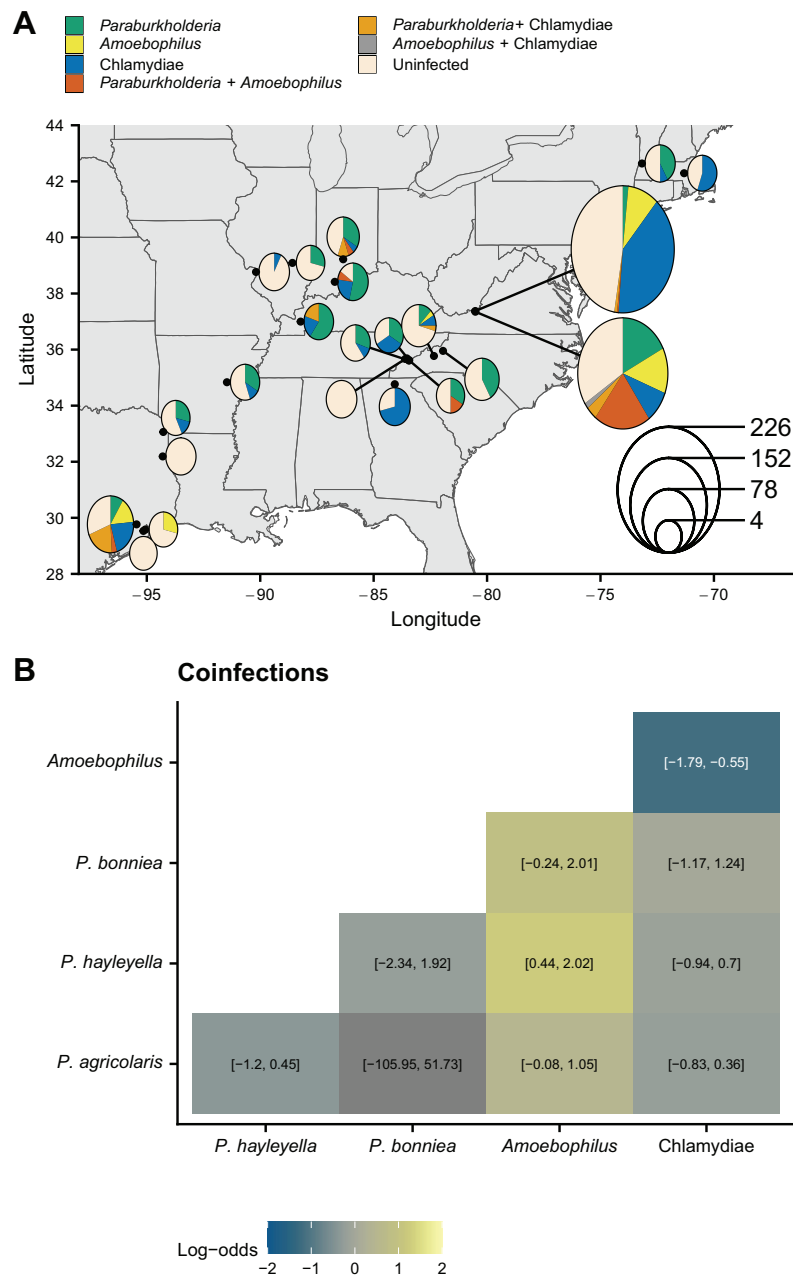 A
Paraburkholderia
Amoebophilus
Chlamydiae
Paraburkholderia + Amoebophilus
Paraburkholderia+ Chlamydiae
Amoebophilus + Chlamydiae
Uninfected
44
42
40
38
36
34
32
30
28
Latitude
226
152
78
4
−95
−90
−85
−80
−75
−70
Longitude
B
Coinfections
Amoebophilus
[−1.79, −0.55]
P. bonniea
[−0.24, 2.01]
[−1.17, 1.24]
P. hayleyella
[−2.34, 1.92]
[0.44, 2.02]
[−0.94, 0.7]
P. agricolaris
[−1.2, 0.45]
[−105.95, 51.73]
[−0.08, 1.05]
[−0.83, 0.36]
P. hayleyella
P. bonniea
Amoebophilus
Chlamydiae
Log−odds
−2
−1
0
1
2